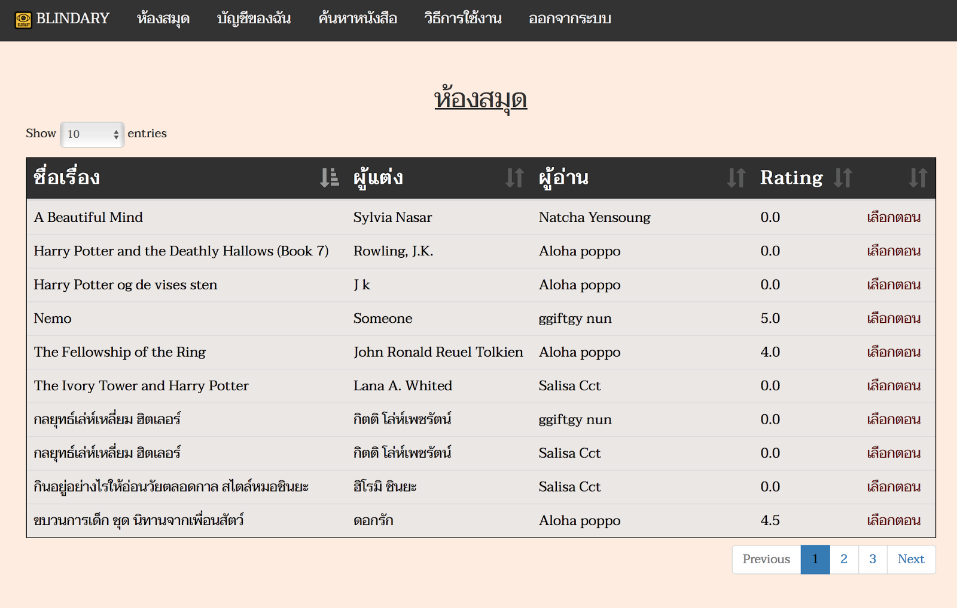 BLINDARY ห้องสมุด บัญชีของฉัน ค้นหาหนังสือ วิธีการใช้งาน ออกจากระบบ
ห้องสมุด
Show 10 entries
ชื่อเรื่อง ผู้แต่ง ผู้อ่าน Rating
A Beautiful Mind Sylvia Nasar Natcha Yensoung 0.0 เลือกตอน
Harry Potter and the Deathly Hallows (Book 7) Rowling, J.K. Aloha poppo 0.0 เลือกตอน
Harry Potter og de vises sten J k Aloha poppo 0.0 เลือกตอน
Nemo Someone ggiftgy nun 5.0 เลือกตอน
The Fellowship of the Ring John Ronald Reuel Tolkien Aloha poppo 4.0 เลือกตอน
The Ivory Tower and Harry Potter Lana A. Whited Salisa Cct 0.0 เลือกตอน
กลยุทธ์เล่ห์เหลี่ยม ฮิตเลอร์ กิตติ โล่ห์เพชรัตน์ ggiftgy nun 0.0 เลือกตอน
กลยุทธ์เล่ห์เหลี่ยม ฮิตเลอร์ กิตติ โล่ห์เพชรัตน์ Salisa Cct 0.0 เลือกตอน
กินอยู่อย่างไรให้อ่อนวัยตลอดกาล สไตล์หมอชินยะ ฮิโรมิ ชินยะ Salisa Cct 0.0 เลือกตอน
ขบวนการเด็ก ชุด นิทานจากเพื่อนสัตว์ ดอกรัก Aloha poppo 4.5 เลือกตอน
Previous 1 2 3 Next